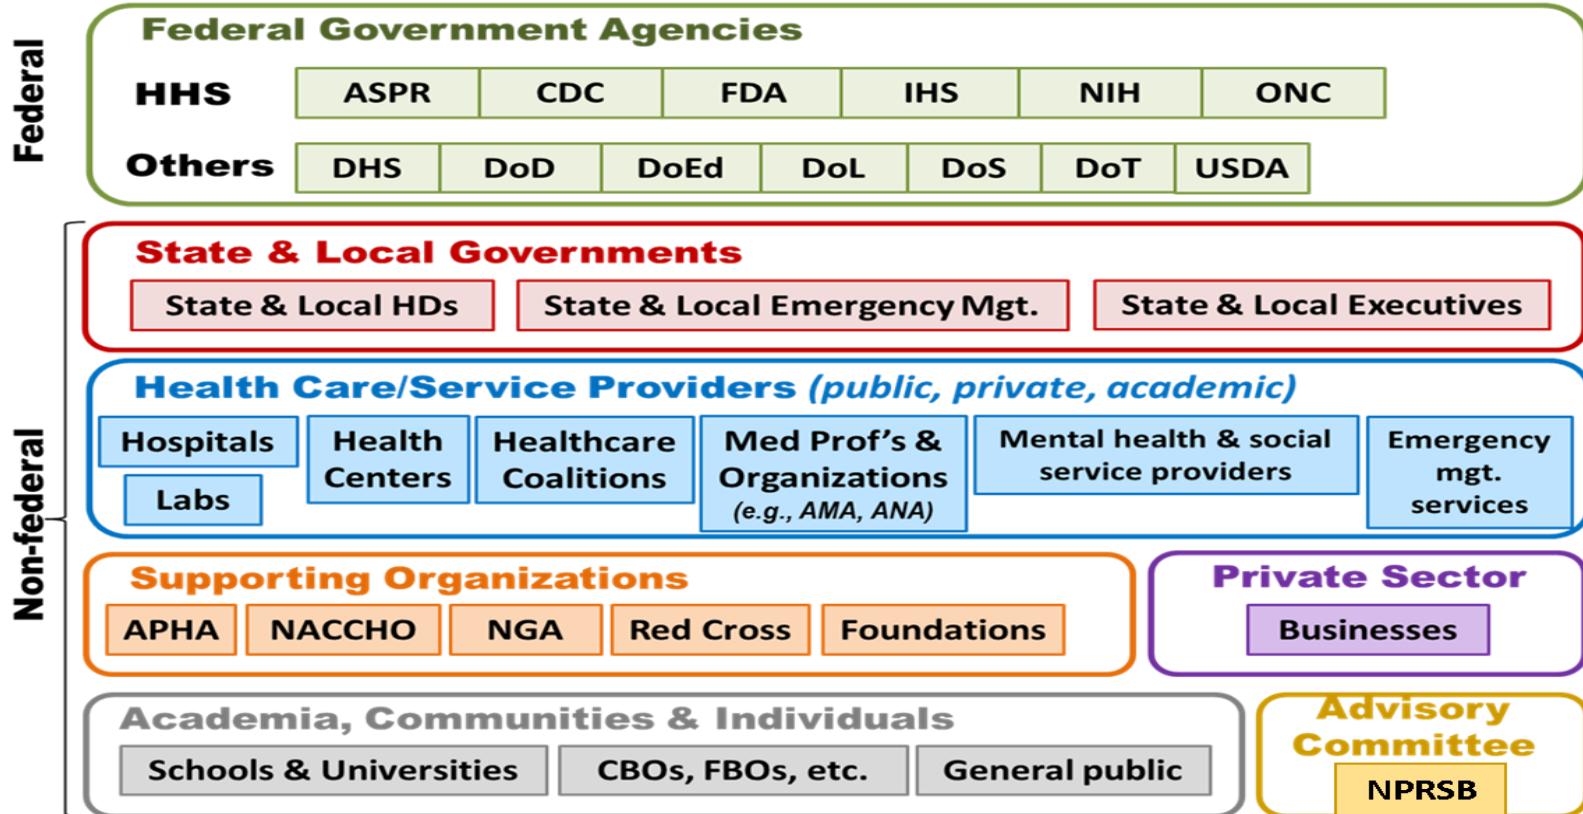 Federal
Federal Government Agencies
HHS ASPR CDC FDA IHS NIH ONC
Others DHS DoD DoEd DoL DoS DoT USDA
Non-federal
State & Local Governments
State & Local HDs State & Local Emergency Mgt. State & Local Executives
Health Care/Service Providers (public, private, academic)
Hospitals
Labs
Health
Centers
Healthcare
Coalitions
Med Prof's &
Organizations
(e.g., AMA, ANA)
Mental health & social
service providers
Emergency
mgt.
services
Supporting Organizations
APHA NACCHO NGA Red Cross Foundations
Private Sector
Businesses
Academia, Communities & Individuals
Schools & Universities CBOs, FBOs, etc. General public
Advisory
Committee
NPRSB